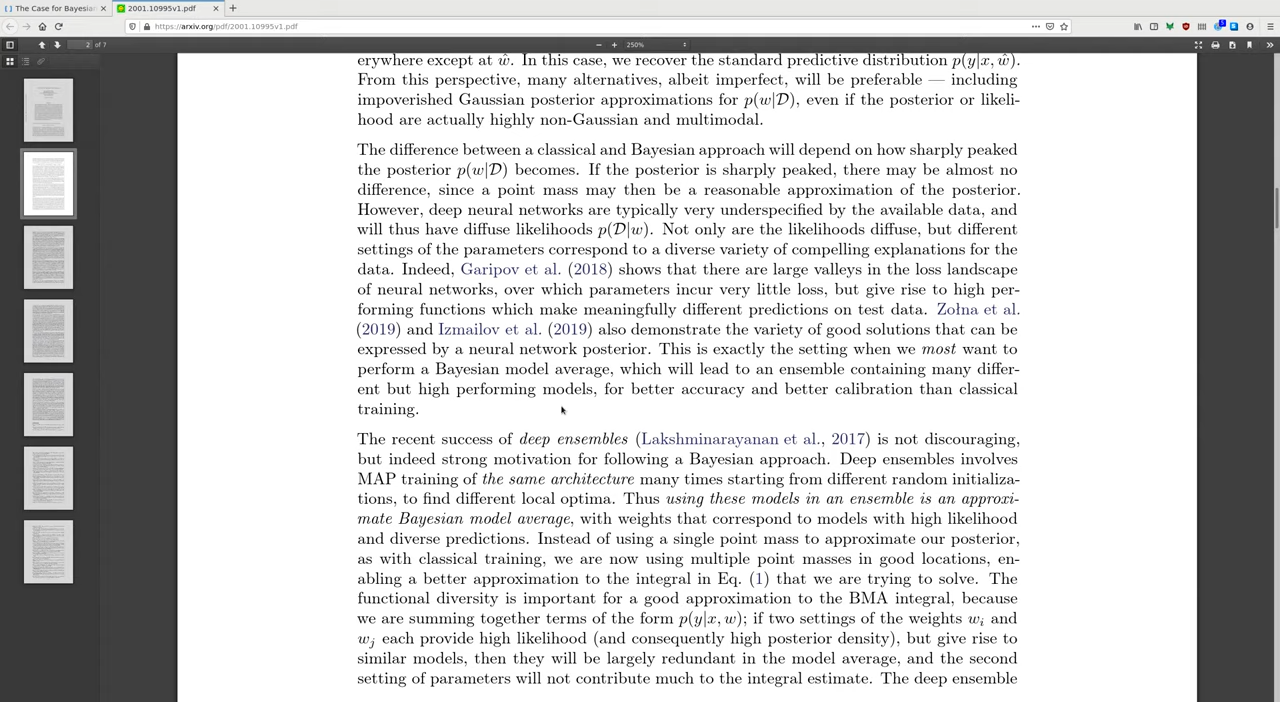 The Case for Bayesian
2001.10995v1.pdf
https://arxiv.org/pdf/2001.10995v1.pdf
2 of 7
250%
erywhere except at ŵ. In this case, we recover the standard predictive distribution p(y|x, ŵ).
From this perspective, many alternatives, albeit imperfect, will be preferable — including
impoverished Gaussian posterior approximations for p(w|𝒟), even if the posterior or likeli-
hood are actually highly non-Gaussian and multimodal.
The difference between a classical and Bayesian approach will depend on how sharply peaked
the posterior p(w|𝒟) becomes. If the posterior is sharply peaked, there may be almost no
difference, since a point mass may then be a reasonable approximation of the posterior.
However, deep neural networks are typically very underspecified by the available data, and
will thus have diffuse likelihoods p(𝒟|w). Not only are the likelihoods diffuse, but different
settings of the parameters correspond to a diverse variety of compelling explanations for the
data. Indeed, Garipov et al. (2018) shows that there are large valleys in the loss landscape
of neural networks, over which parameters incur very little loss, but give rise to high per-
forming functions which make meaningfully different predictions on test data. Zołna et al.
(2019) and Izmailov et al. (2019) also demonstrate the variety of good solutions that can be
expressed by a neural network posterior. This is exactly the setting when we most want to
perform a Bayesian model average, which will lead to an ensemble containing many differ-
ent but high performing models, for better accuracy and better calibration than classical
training.
The recent success of deep ensembles (Lakshminarayanan et al., 2017) is not discouraging,
but indeed strong motivation for following a Bayesian approach. Deep ensembles involves
MAP training of the same architecture many times starting from different random initializa-
tions, to find different local optima. Thus using these models in an ensemble is an approxi-
mate Bayesian model average, with weights that correspond to models with high likelihood
and diverse predictions. Instead of using a single point mass to approximate our posterior,
as with classical training, we are now using multiple point masses in good locations, en-
abling a better approximation to the integral in Eq. (1) that we are trying to solve. The
functional diversity is important for a good approximation to the BMA integral, because
we are summing together terms of the form p(y|x, w); if two settings of the weights wᵢ and
wⱼ each provide high likelihood (and consequently high posterior density), but give rise to
similar models, then they will be largely redundant in the model average, and the second
setting of parameters will not contribute much to the integral estimate. The deep ensemble